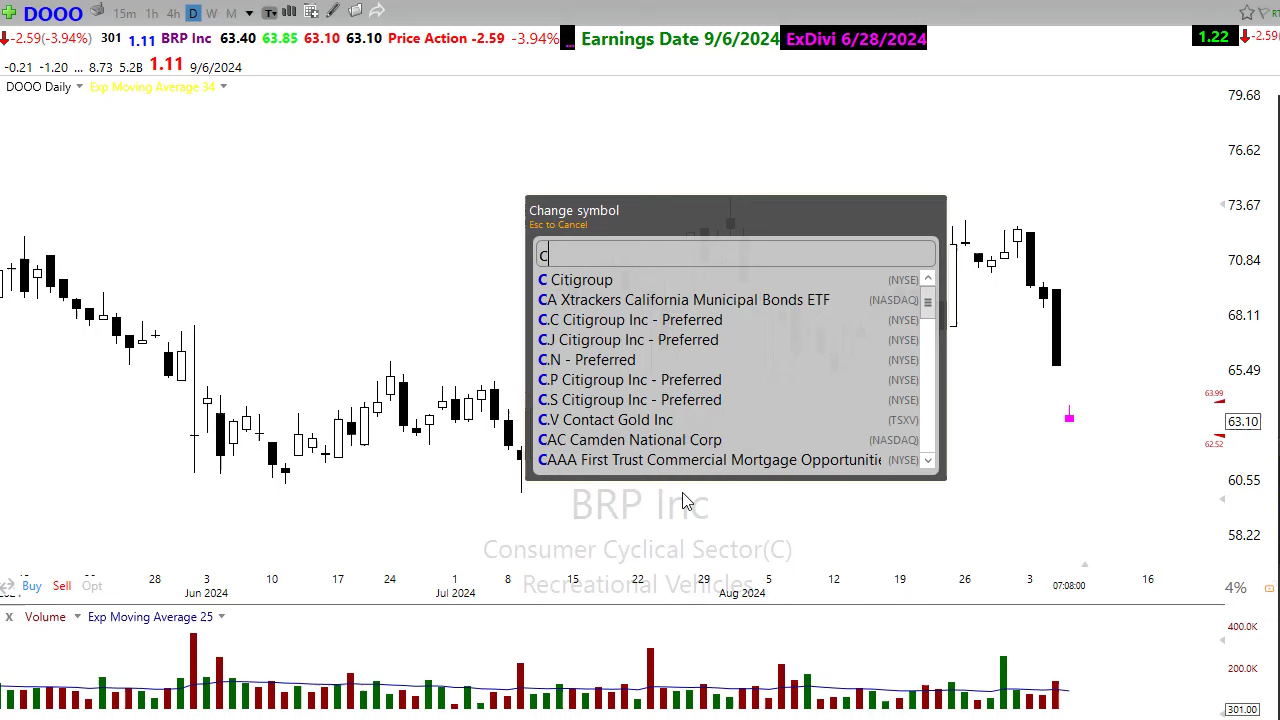 DOOO 15m 1h 4h D W M
-2.59(-3.94%) 301 1.11 BRP Inc 63.40 63.85 63.10 63.10 Price Action -2.59 -3.94% ... Earnings Date 9/6/2024 ExDivi 6/28/2024 1.22 -2.59
-0.21 -1.20 ... 8.73 5.2B 1.11 9/6/2024
DOOO Daily Exp Moving Average 34
79.68
76.62
73.67
70.84
68.11
65.49
63.99
63.10
62.52
60.55
58.22
Change symbol
Esc to Cancel
C
C Citigroup (NYSE)
CA Xtrackers California Municipal Bonds ETF (NASDAQ)
C.C Citigroup Inc - Preferred (NYSE)
C.J Citigroup Inc - Preferred (NYSE)
C.N - Preferred (NYSE)
C.P Citigroup Inc - Preferred (NYSE)
C.S Citigroup Inc - Preferred (NYSE)
C.V Contact Gold Inc (TSXV)
CAC Camden National Corp (NASDAQ)
CAAA First Trust Commercial Mortgage Opportunitie (NYSE)
BRP Inc
Consumer Cyclical Sector(C)
Recreational Vehicles
28 3 10 17 24 1 8 15 22 29 5 12 19 26 3 07:08:00 16
Buy Sell Opt Jun 2024 Jul 2024 Aug 2024 4%
X Volume Exp Moving Average 25
400.0K
200.0K
301.00